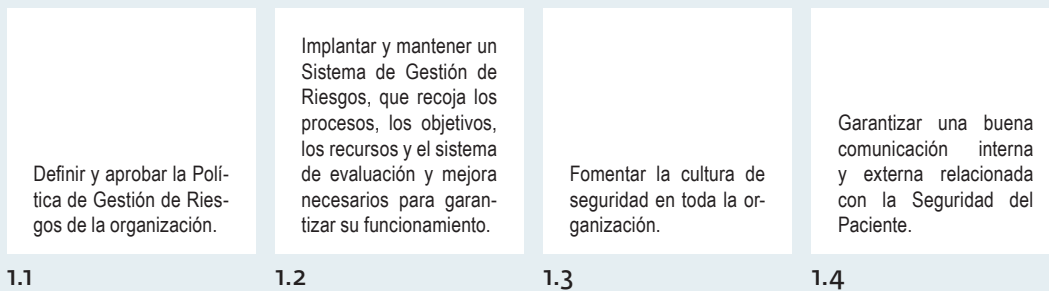 Definir y aprobar la Polí-
tica de Gestión de Ries-
gos de la organización.
1.1
Implantar y mantener un
Sistema de Gestión de
Riesgos, que recoja los
procesos, los objetivos,
los recursos y el sistema
de evaluación y mejora
necesarios para garan-
tizar su funcionamiento.
1.2
Fomentar la cultura de
seguridad en toda la or-
ganización.
1.3
Garantizar una buena
comunicación interna
y externa relacionada
con la Seguridad del
Paciente.
1.4